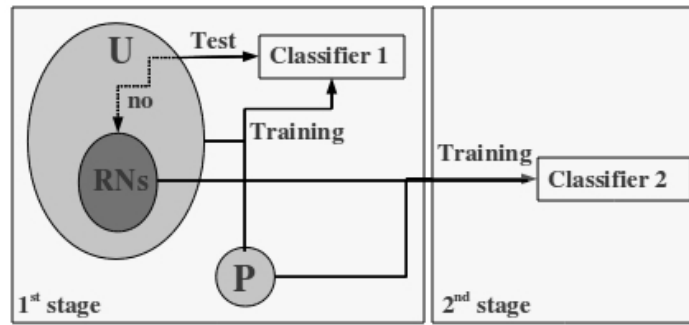 U
Test
Classifier 1
no
Training
RNs
Training
Classifier 2
P
1st stage
2nd stage